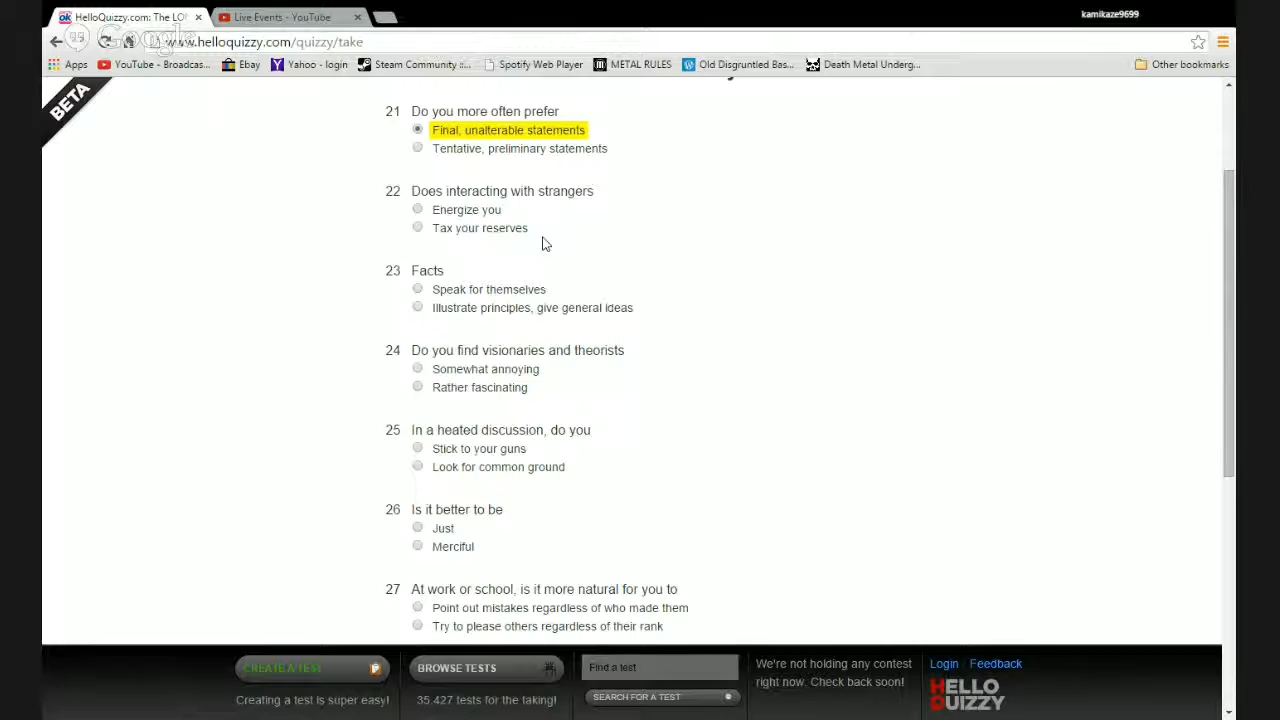 HelloQuizzy.com: The LO
Live Events - YouTube
kamikaze9699
Google
www.helloquizzy.com/quizzy/take
Apps
YouTube - Broadcas...
Ebay
Yahoo - login
Steam Community :...
Spotify Web Player
METAL RULES
Old Disgruntled Bas...
Death Metal Underg...
Other bookmarks
BETA
21 Do you more often prefer
Final, unalterable statements
Tentative, preliminary statements
22 Does interacting with strangers
Energize you
Tax your reserves
23 Facts
Speak for themselves
Illustrate principles, give general ideas
24 Do you find visionaries and theorists
Somewhat annoying
Rather fascinating
25 In a heated discussion, do you
Stick to your guns
Look for common ground
26 Is it better to be
Just
Merciful
27 At work or school, is it more natural for you to
Point out mistakes regardless of who made them
Try to please others regardless of their rank
CREATE A TEST
Creating a test is super easy!
BROWSE TESTS
35,427 tests for the taking!
Find a test
SEARCH FOR A TEST
We're not holding any contest
right now. Check back soon!
Login
Feedback
HELLO
QUIZZY